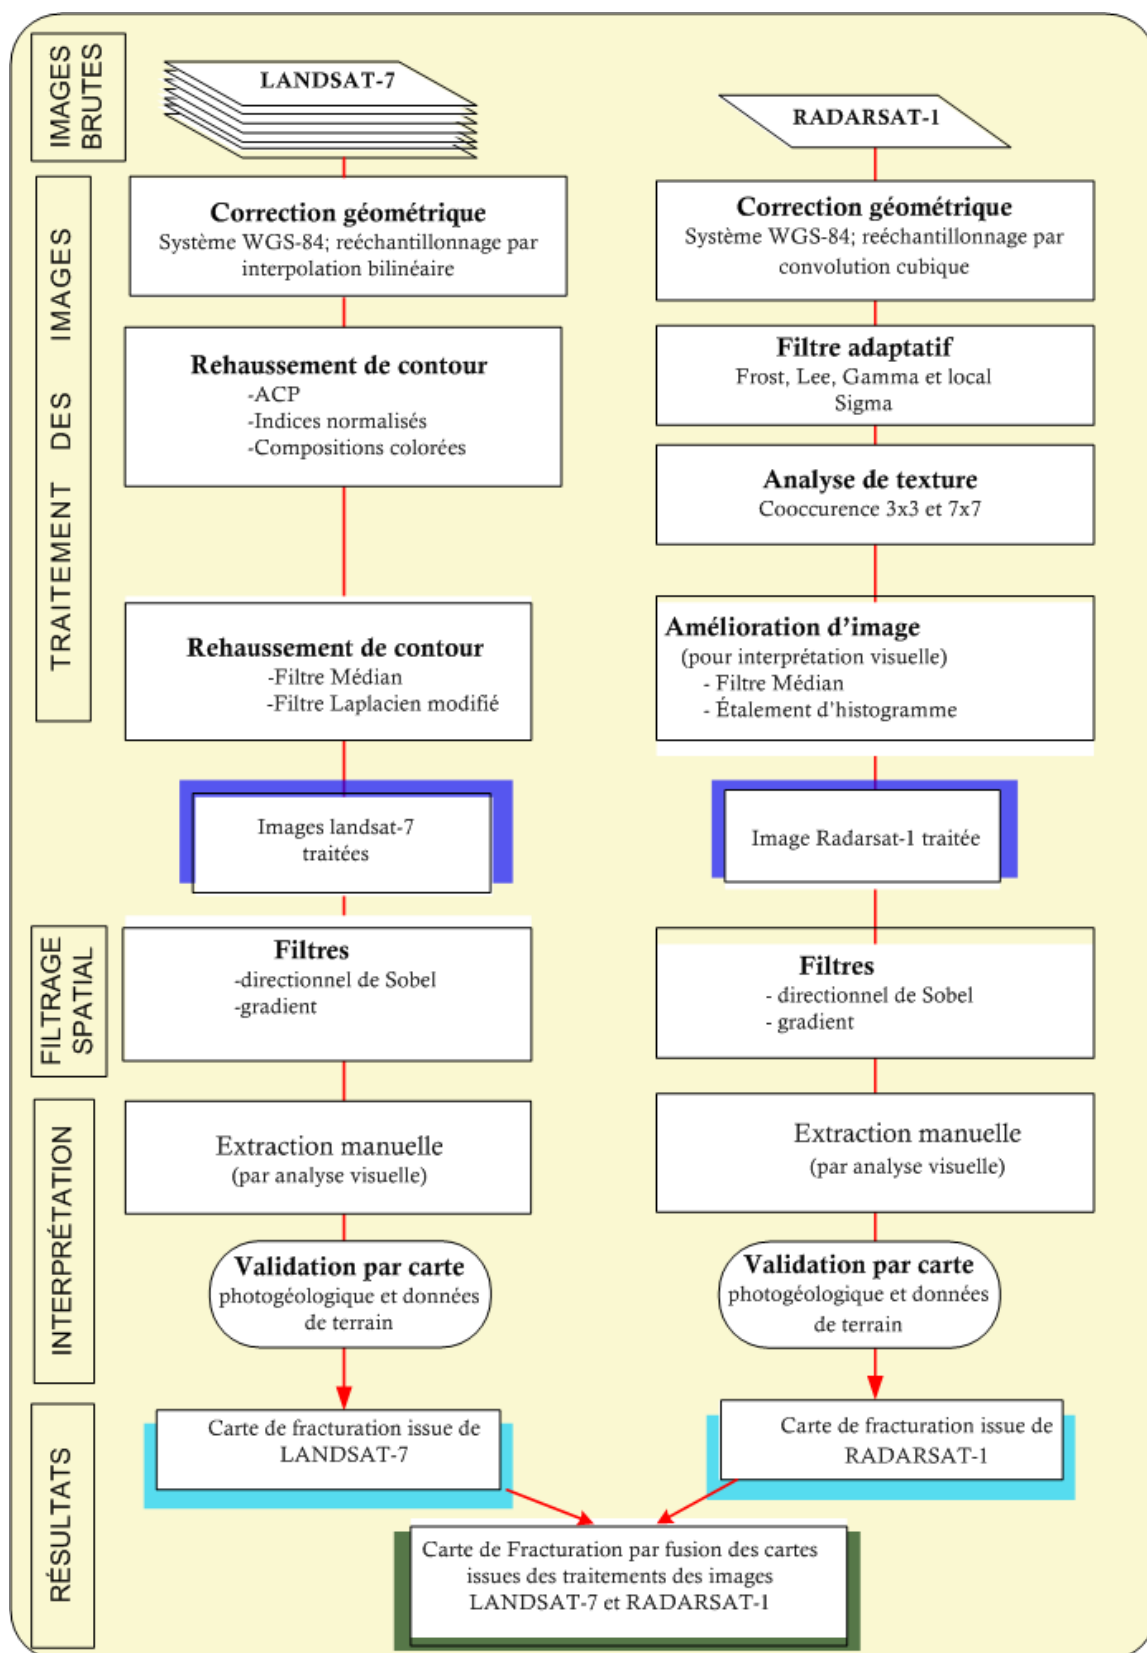 IMAGES
BRUTES
LANDSAT-7
RADARSAT-1
TRAITEMENT DES IMAGES
Correction géométrique
Système WGS-84; reéchantillonnage par
interpolation bilinéaire
Correction géométrique
Système WGS-84; reéchantillonnage par
convolution cubique
Rehaussement de contour
-ACP
-Indices normalisés
-Compositions colorées
Filtre adaptatif
Frost, Lee, Gamma et local
Sigma
Analyse de texture
Cooccurence 3x3 et 7x7
Rehaussement de contour
-Filtre Médian
-Filtre Laplacien modifié
Amélioration d'image
(pour interprétation visuelle)
- Filtre Médian
- Étalement d'histogramme
Images landsat-7
traitées
Image Radarsat-1 traitée
FILTRAGE
SPATIAL
Filtres
-directionnel de Sobel
-gradient
Filtres
- directionnel de Sobel
- gradient
INTERPRÉTATION
Extraction manuelle
(par analyse visuelle)
Extraction manuelle
(par analyse visuelle)
Validation par carte
photogéologique et données
de terrain
Validation par carte
photogéologique et données
de terrain
RÉSULTATS
Carte de fracturation issue de
LANDSAT-7
Carte de fracturation issue de
RADARSAT-1
Carte de Fracturation par fusion des cartes
issues des traitements des images
LANDSAT-7 et RADARSAT-1